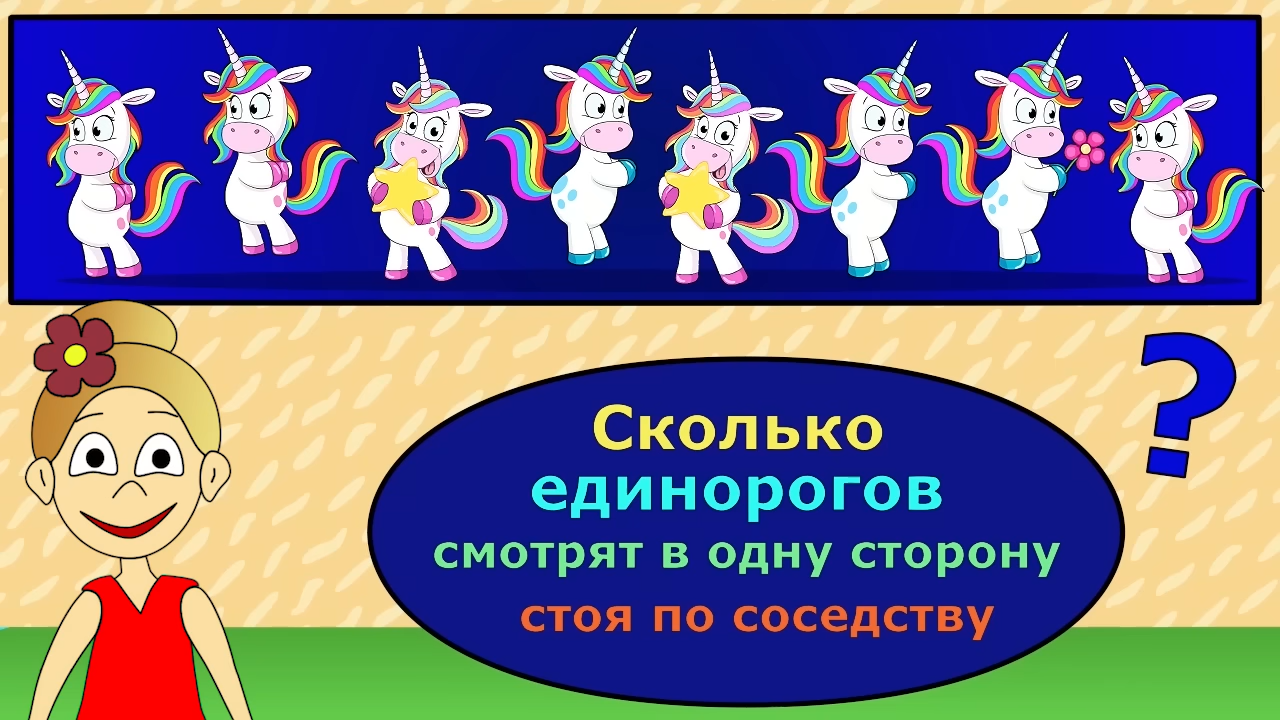 Сколько
единорогов
смотрят в одну сторону
стоя по соседству
?